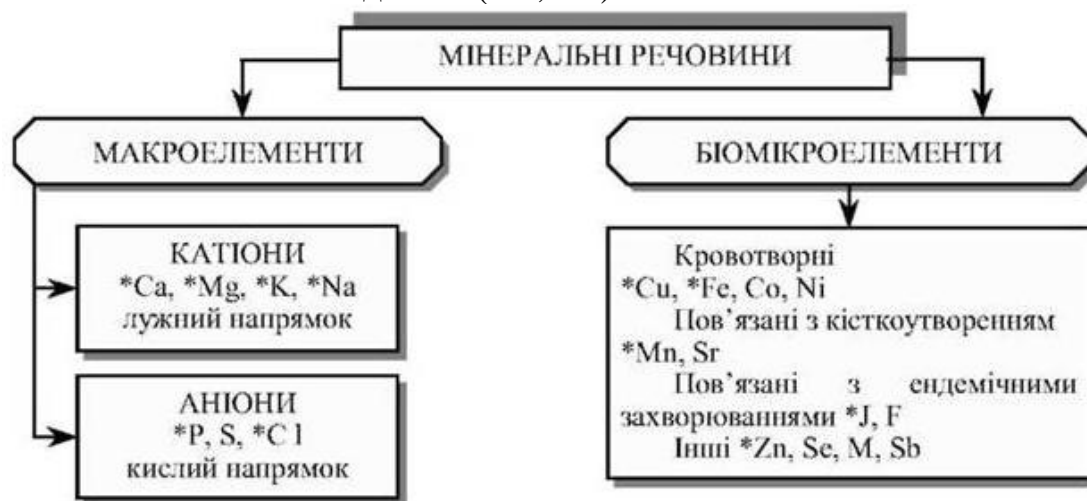 МІНЕРАЛЬНІ РЕЧОВИНИ
МАКРОЕЛЕМЕНТИ
КАТІОНИ
*Ca, *Mg, *K, *Na
лужний напрямок
АНІОНИ
*P, S, *C l
кислий напрямок
БІОМІКРОЕЛЕМЕНТИ
Кровотворні
*Cu, *Fe, Co, Ni
Пов’язані з кісткоутворенням
*Mn, Sr
Пов’язані з ендемічними
захворюваннями *J, F
Інші *Zn, Se, M, Sb